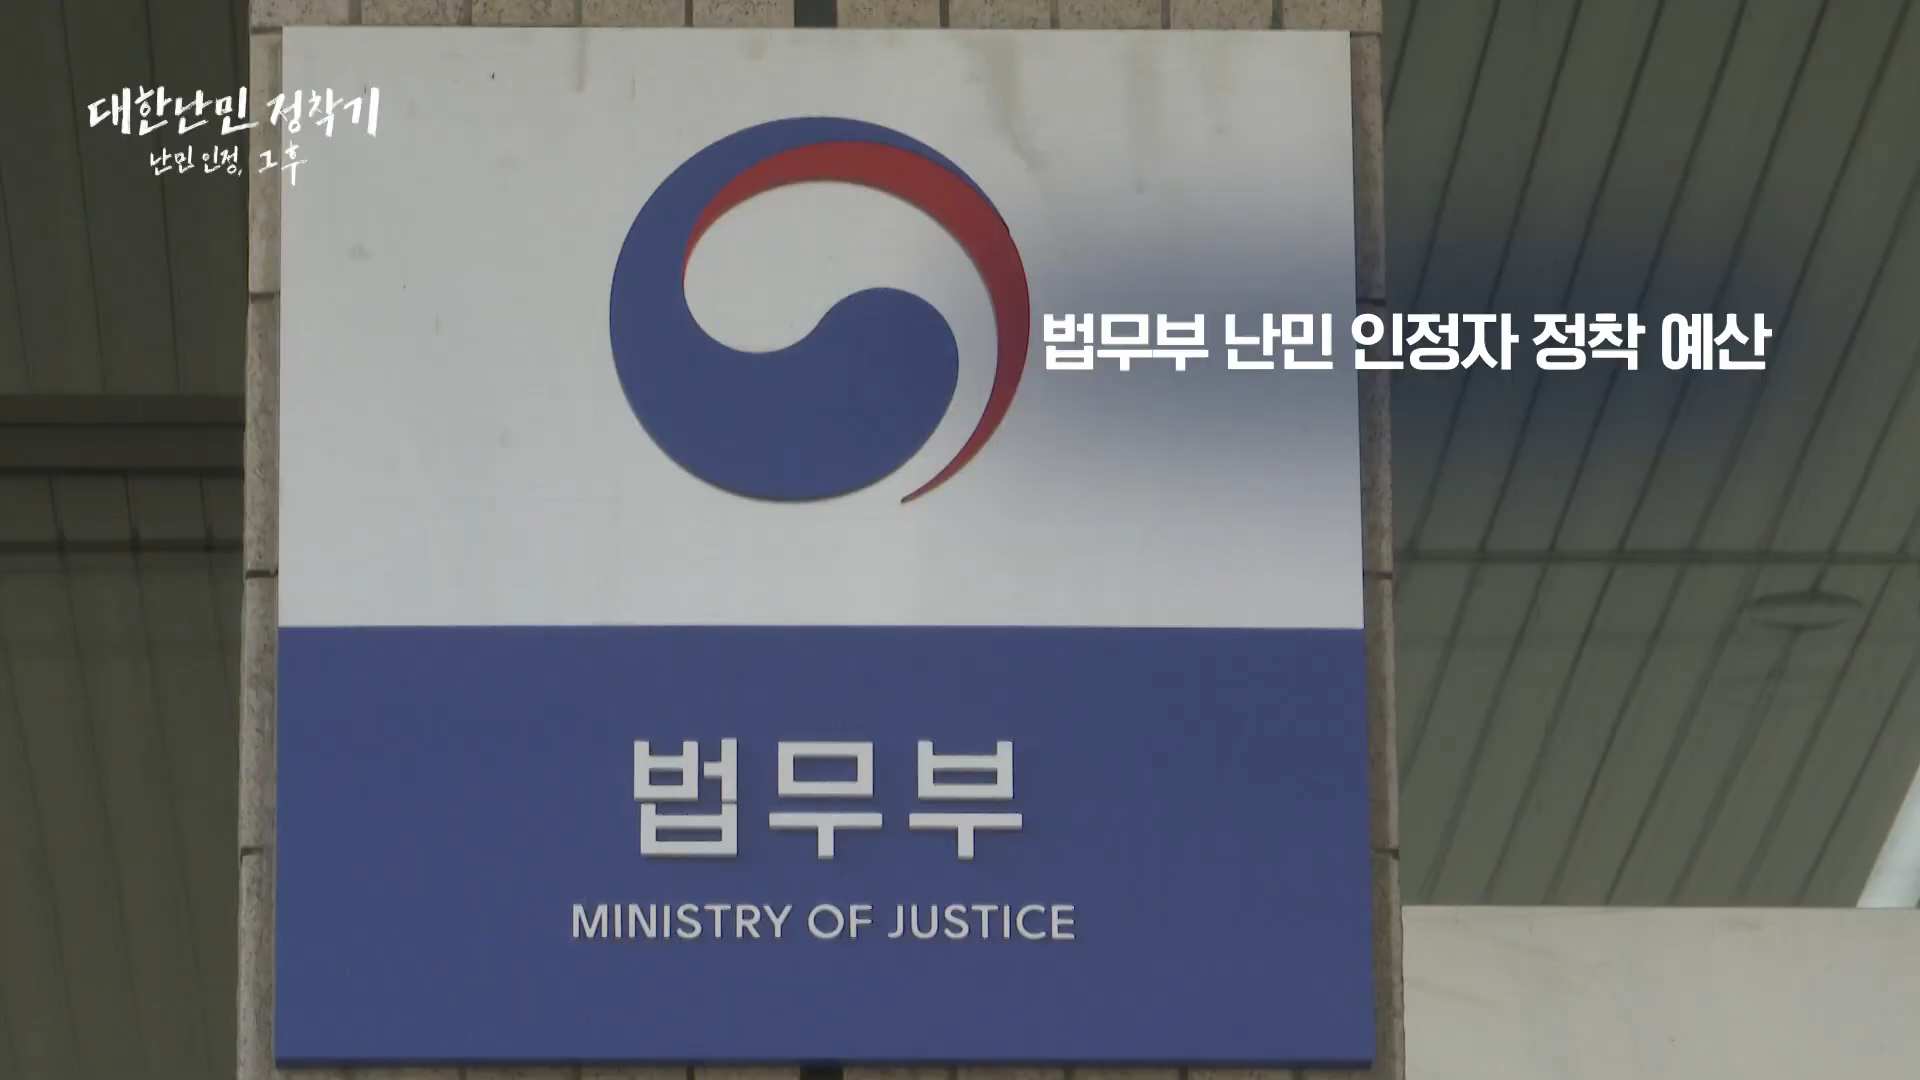 대한난민 정착기
난민 인정, 그 후
법무부 난민 인정자 정착 예산
법무부
MINISTRY OF JUSTICE